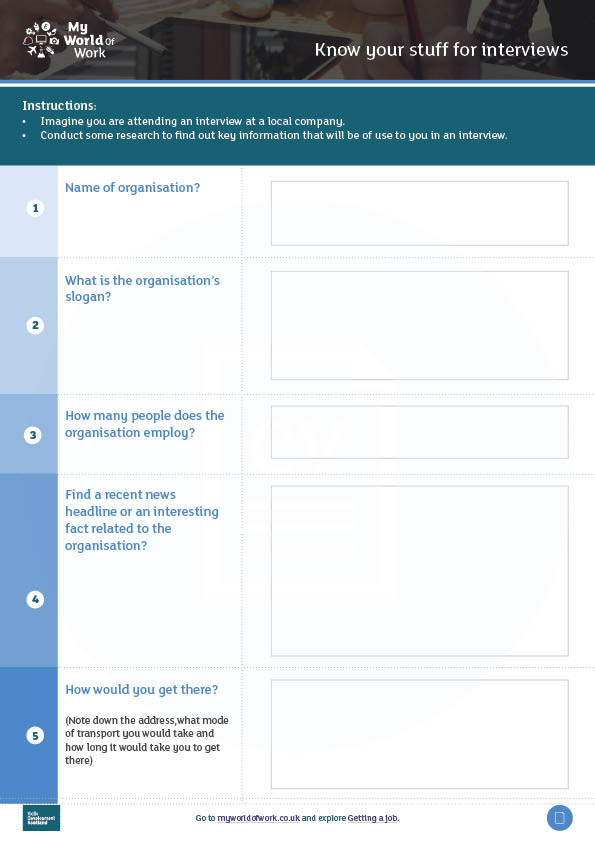 My
World Of
Work
Know your stuff for interviews
Instructions:
• Imagine you are attending an interview at a local company.
• Conduct some research to find out key information that will be of use to you in an interview.
1
Name of organisation?
2
What is the organisation's
slogan?
3
How many people does the
organisation employ?
4
Find a recent news
headline or an interesting
fact related to the
organisation?
5
How would you get there?
(Note down the address,what mode
of transport you would take and
how long it would take you to get
there)
Skills
Development
Scotland
Go to myworldofwork.co.uk and explore Getting a job.
CV